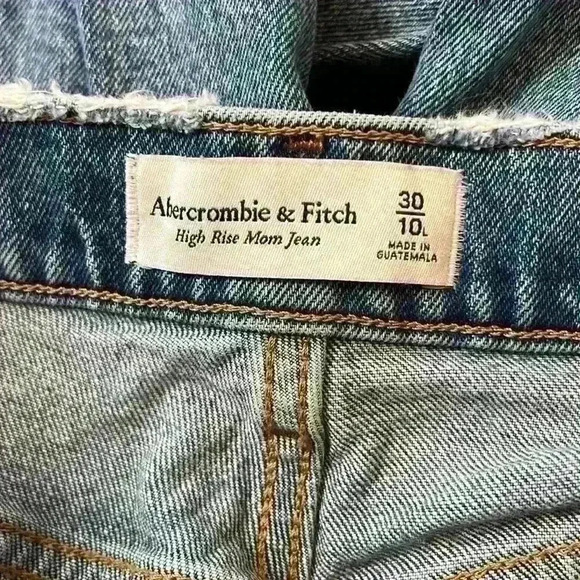 Abercrombie & Fitch
High Rise Mom Jean
30
10L
MADE IN
GUATEMALA